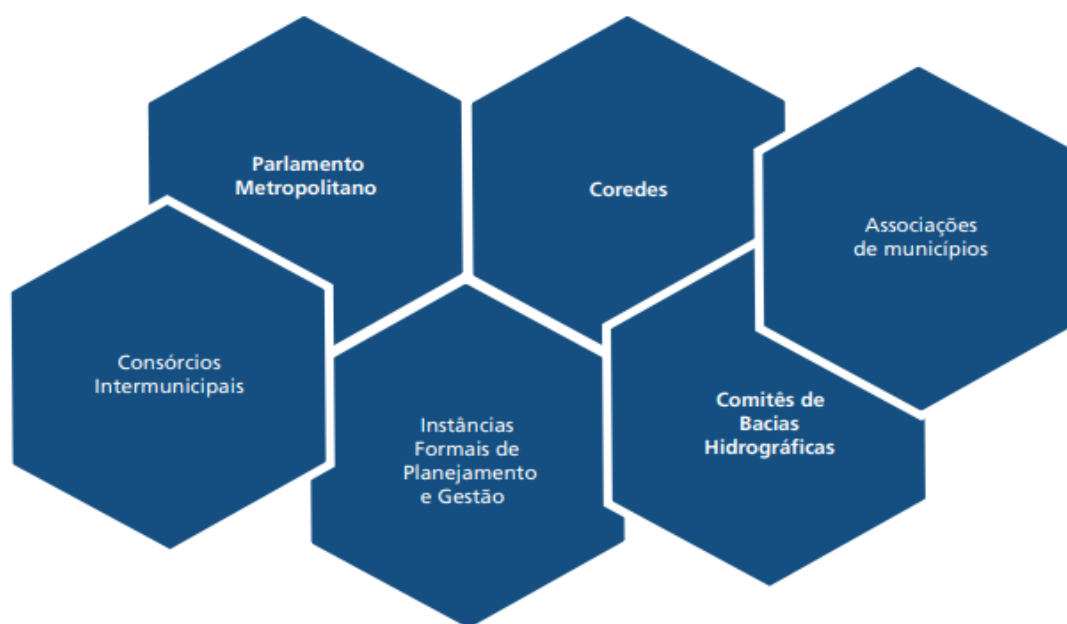 Parlamento
Metropolitano
Coredes
Associações
de municípios
Consórcios
Intermunicipais
Instâncias
Formais de
Planejamento
e Gestão
Comitês de
Bacias
Hidrográficas